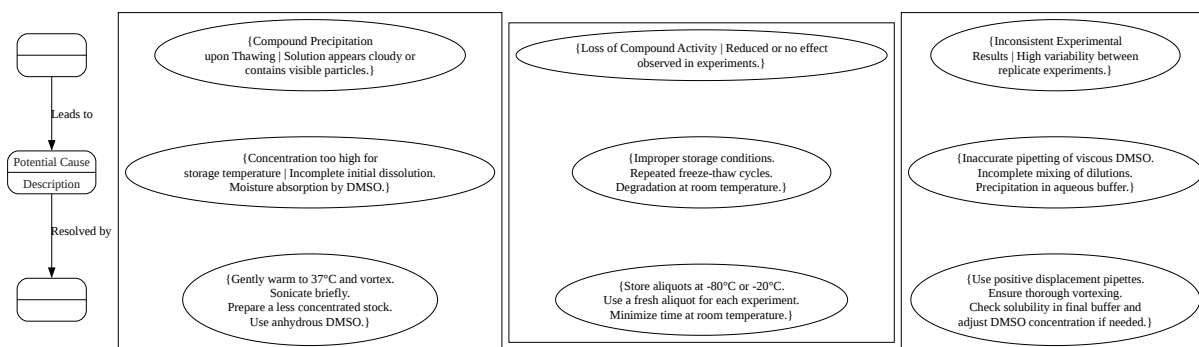 Leads to
Potential Cause
Description
Resolved by
{Compound Precipitation
upon Thawing | Solution appears cloudy or
contains visible particles.}
{Concentration too high for
storage temperature | Incomplete initial dissolution.
Moisture absorption by DMSO.}
{Gently warm to 37°C and vortex.
Sonicate briefly.
Prepare a less concentrated stock.
Use anhydrous DMSO.}
{Loss of Compound Activity | Reduced or no effect
observed in experiments.}
{Improper storage conditions.
Repeated freeze-thaw cycles.
Degradation at room temperature.}
{Store aliquots at -80°C or -20°C.
Use a fresh aliquot for each experiment.
Minimize time at room temperature.}
{Inconsistent Experimental
Results | High variability between
replicate experiments.}
{Inaccurate pipetting of viscous DMSO.
Incomplete mixing of dilutions.
Precipitation in aqueous buffer.}
{Use positive displacement pipettes.
Ensure thorough vortexing.
Check solubility in final buffer and
adjust DMSO concentration if needed.}